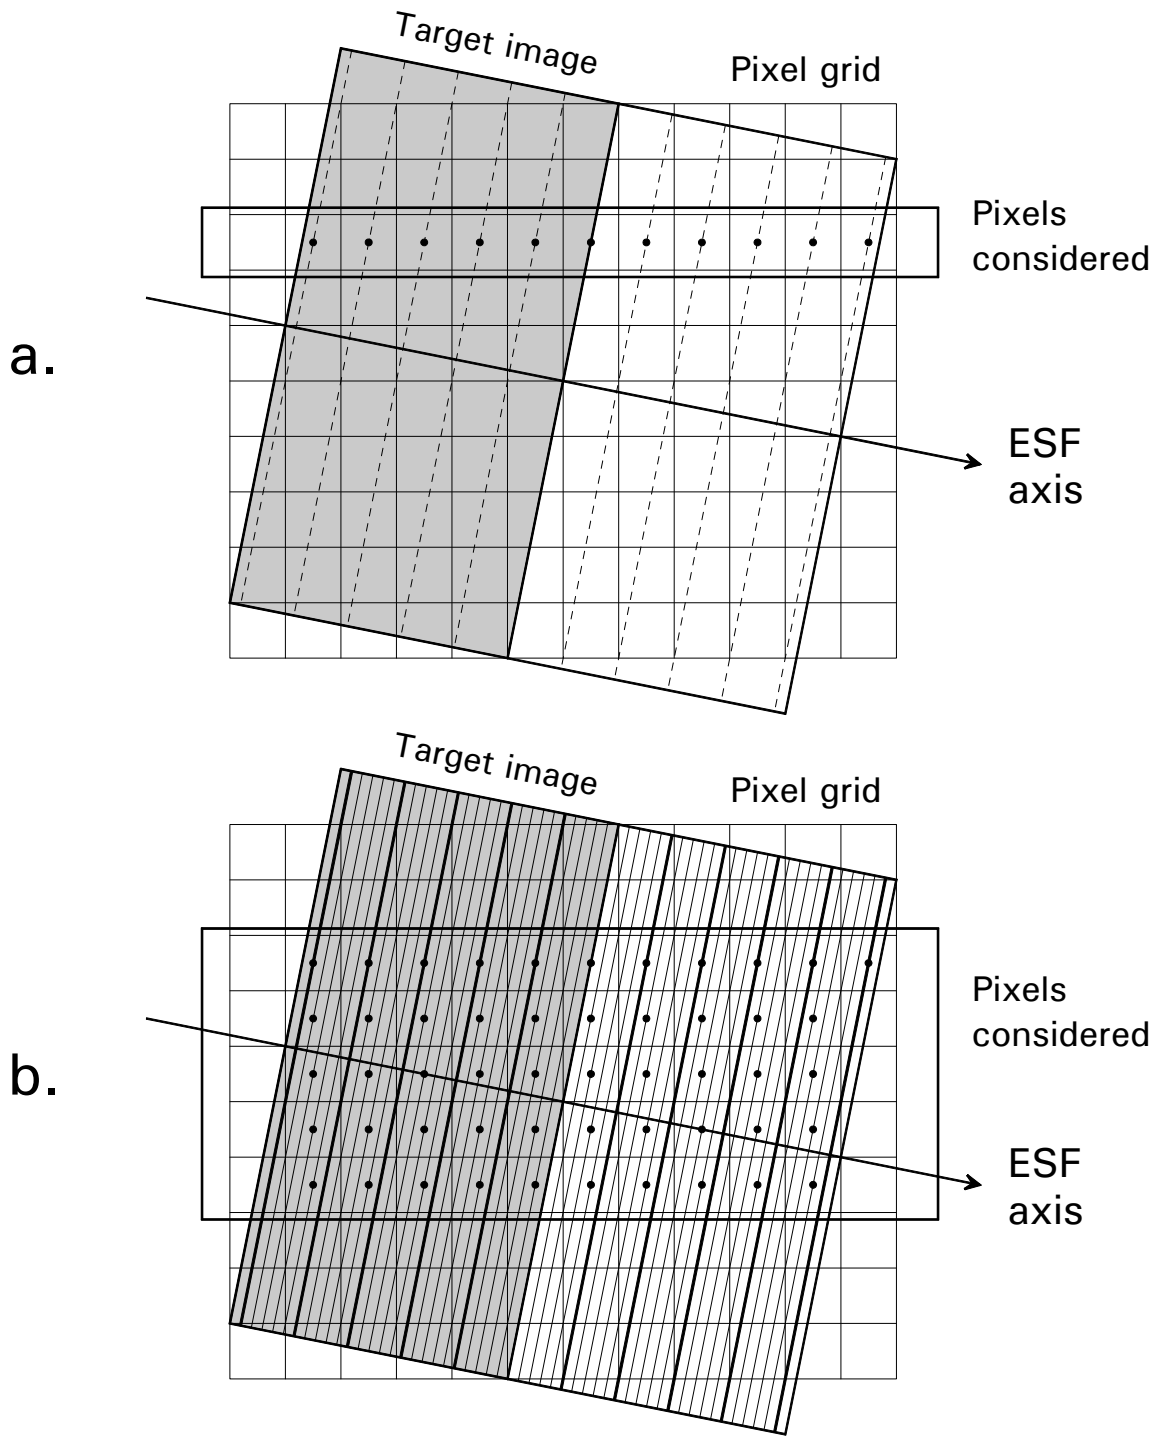 Target image
Pixel grid
Pixels
considered
a.
ESF
axis
Target image
Pixel grid
Pixels
considered
b.
ESF
axis